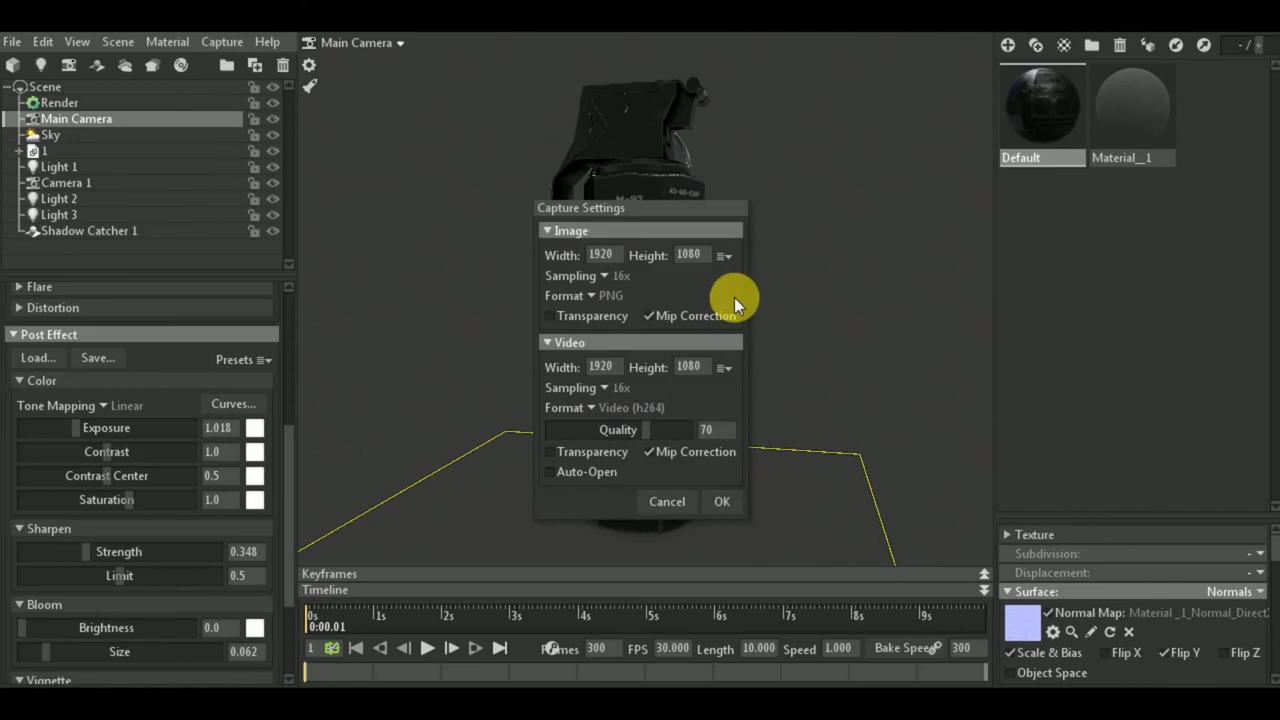 File Edit View Scene Material Capture Help
Scene
Render
Main Camera
Sky
1
Light 1
Camera 1
Light 2
Light 3
Shadow Catcher 1
Flare
Distortion
Post Effect
Load... Save... Presets
Color
Tone Mapping Linear Curves...
Exposure 1.018
Contrast 1.0
Contrast Center 0.5
Saturation 1.0
Sharpen
Strength 0.348
Limit 0.5
Bloom
Brightness 0.0
Size 0.062
Vignette
Main Camera
Capture Settings
Image
Width: 1920 Height: 1080
Sampling 16x
Format PNG
Transparency Mip Correction
Video
Width: 1920 Height: 1080
Sampling 16x
Format Video (h264)
Quality 70
Transparency Mip Correction
Auto-Open
Cancel OK
Keyframes
Timeline
0s 1s 2s 3s 4s 5s 6s 7s 8s 9s
0:00.01
1 Frames 300 FPS 30.000 Length 10.000 Speed 1.000 Bake Speed 300
- /
Default Material__1
Texture
Subdivision: -
Displacement: -
Surface: Normals
Normal Map: Material _1_Normal_Direct
Scale & Bias Flip X Flip Y Flip Z
Object Space